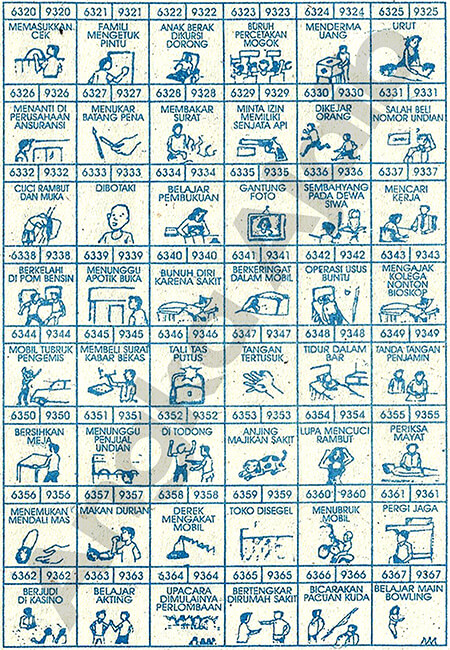 6320 9320
MEMASUKKAN
CEK
6321 9321
FAMILI
MENGETUK
PINTU
6322 9322
ANAK BERAK
DIKURSI
DORONG
6323 9323
BURUH
PERCETAKAN
MOGOK
6324 9324
MENDERMA
UANG
6325 9325
URUT
6326 9326
MENANTI DI
PERUSAHAAN
ANSURANSI
6327 9327
MENUKAR
BATANG PENA
6328 9328
MEMBAKAR
SURAT
6329 9329
MINTA IZIN
MEMILIKI
SENJATA API
6330 9330
DIKEJAR
ORANG
6331 9331
SALAH BELI
NOMOR UNDIAN
6332 9332
CUCI RAMBUT
DAN MUKA
6333 9333
DIBOTAKI
6334 9334
BELAJAR
PEMBUKUAN
6335 9335
GANTUNG
FOTO
6336 9336
SEMBAHYANG
PADA DEWA
SIWA
6337 9337
MENCARI
KERJA
6338 9338
BERKELAHI
DI POM BENSIN
6339 9339
MENUNGGU
APOTIK BUKA
6340 9340
BUNUH DIRI
KARENA SAKIT
6341 9341
BERKERINGAT
DALAM MOBIL
6342 9342
OPERASI USUS
BUNTU
6343 9343
MENGAJAK
KOLEGA
NONTON
BIOSKOP
6344 9344
MOBIL TUBRUK
PENGEMIS
6345 9345
MEMBELI SURAT
KABAR BEKAS
6346 9346
TALI TAS
PUTUS
6347 9347
TANGAN
TERTUSUK
6348 9348
TIDUR DALAM
BAR
6349 9349
TANDA TANGAN
PENJAMIN
6350 9350
BERSIHKAN
MEJA
6351 9351
MENUNGGU
PENJUAL
UNDIAN
6352 9352
DI TODONG
6353 9353
ANJING
MAJIKAN SAKIT
6354 9354
LUPA MENCUCI
RAMBUT
6355 9355
PERIKSA
MAYAT
6356 9356
MENEMUKAN
MENDALI MAS
6357 9357
MAKAN DURIAN
6358 9358
DEREK
MENGAKAT
MOBIL
6359 9359
TOKO DISEGEL
6360 9360
MENUBRUK
MOBIL
6361 9361
PERGI JAGA
6362 9362
BERJUDI
DI KASINO
6363 9363
BELAJAR
AKTING
6364 9364
UPACARA
DIMULAINYA
PERLOMBAAN
6365 9365
BERTENGKAR
DIRUMAH SAKIT
6366 9366
BICARAKAN
PACUAN KUDA
6367 9367
BELAJAR MAIN
BOWLING